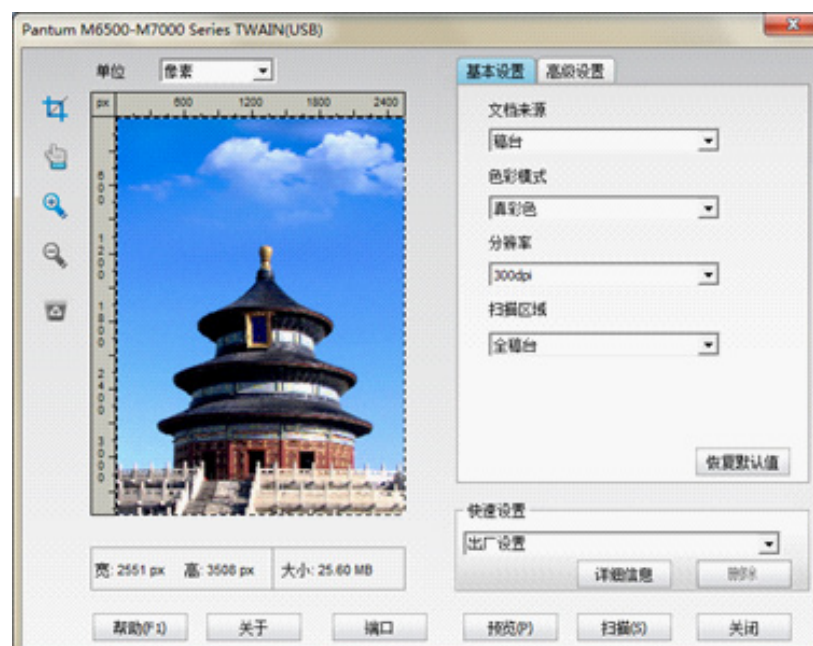 Pantum M6500-M7000 Series TWAIN(USB)
单位
像素
px
600 1200 1800 2400
600
1200
1800
2400
3000
宽: 2551 px 高: 3508 px 大小: 25.60 MB
基本设置 高级设置
文档来源
稿台
色彩模式
真彩色
分辨率
300dpi
扫描区域
全稿台
恢复默认值
快速设置
出厂设置
详细信息 删除
帮助(F1) 关于 端口 预览(P) 扫描(S) 关闭